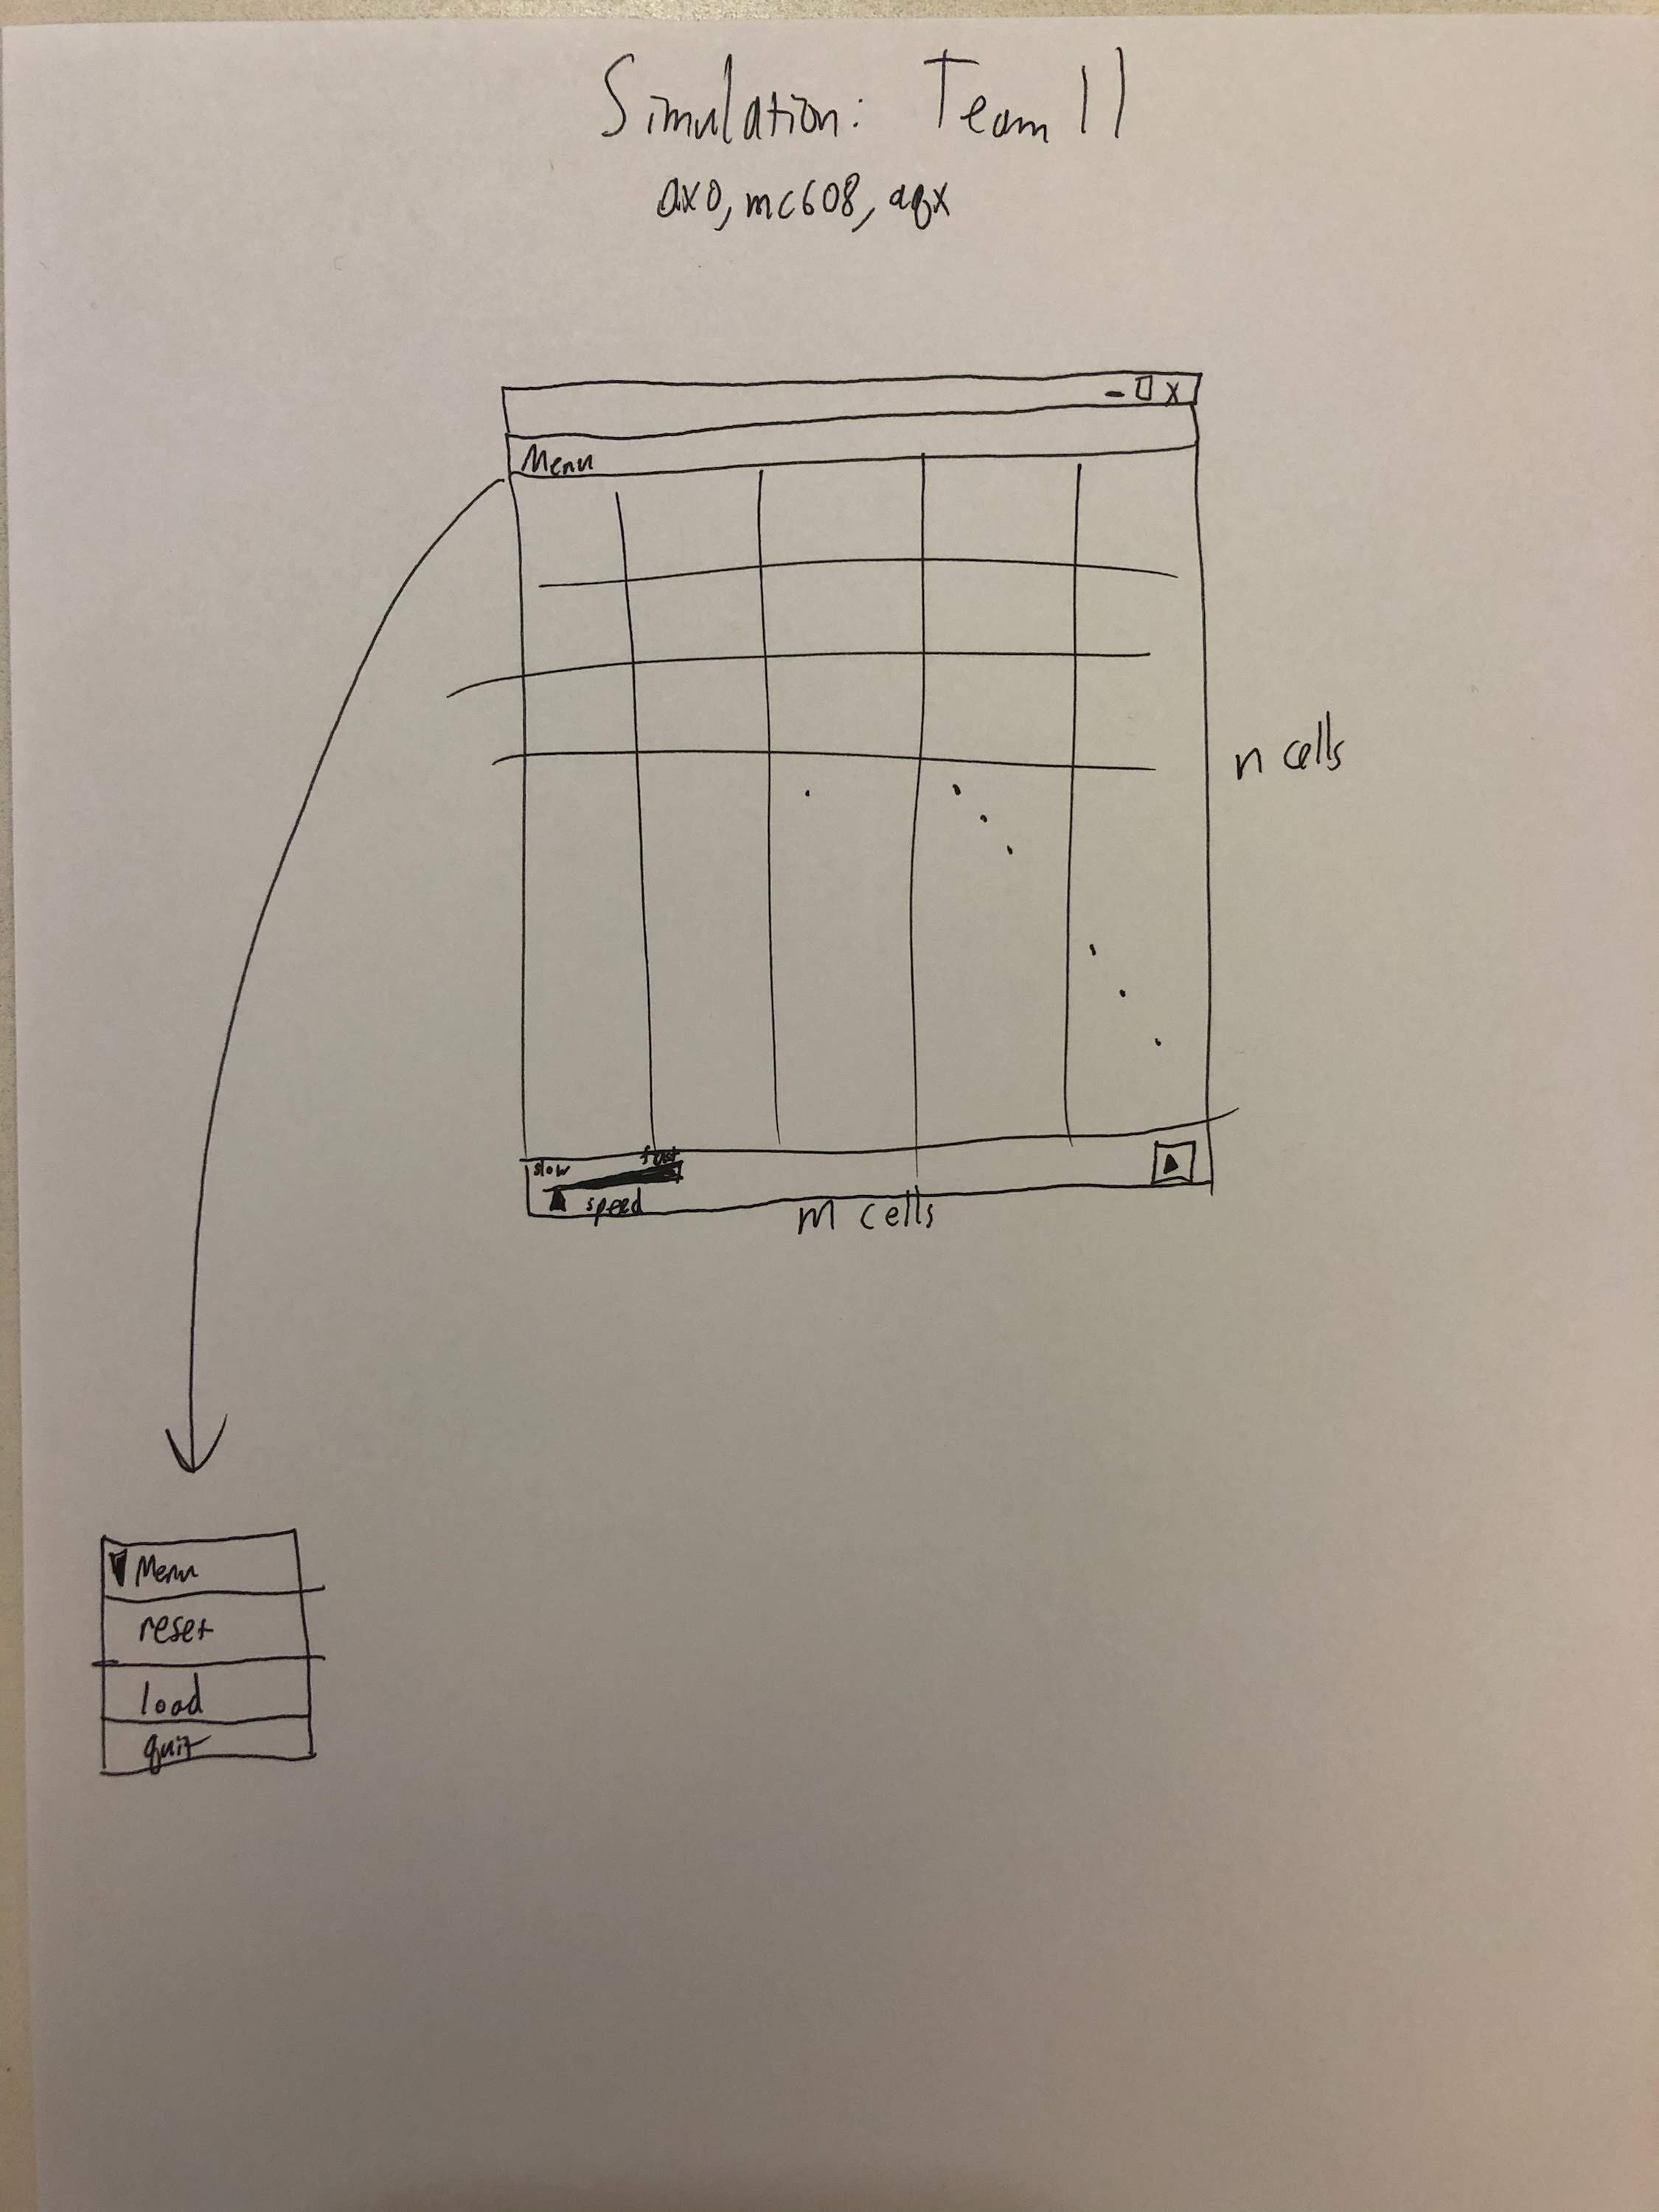 Simulation: Team 11
axo, mc608, aqx
Menu
n cells
slow fast
speed
m cells
Menu
reset
load
quit